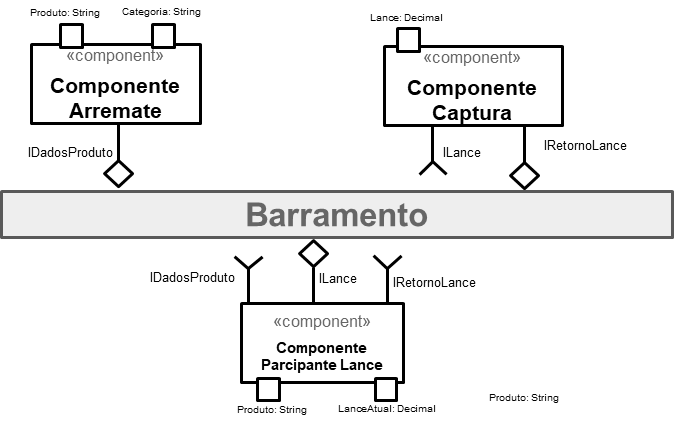 Produto: String
Categoria: String
Lance: Decimal
«component»
Componente
Arremate
«component»
Componente
Captura
IDadosProduto
ILance
IRetornoLance
Barramento
IDadosProduto
ILance
IRetornoLance
«component»
Componente
Parcipante Lance
Produto: String
LanceAtual: Decimal
Produto: String